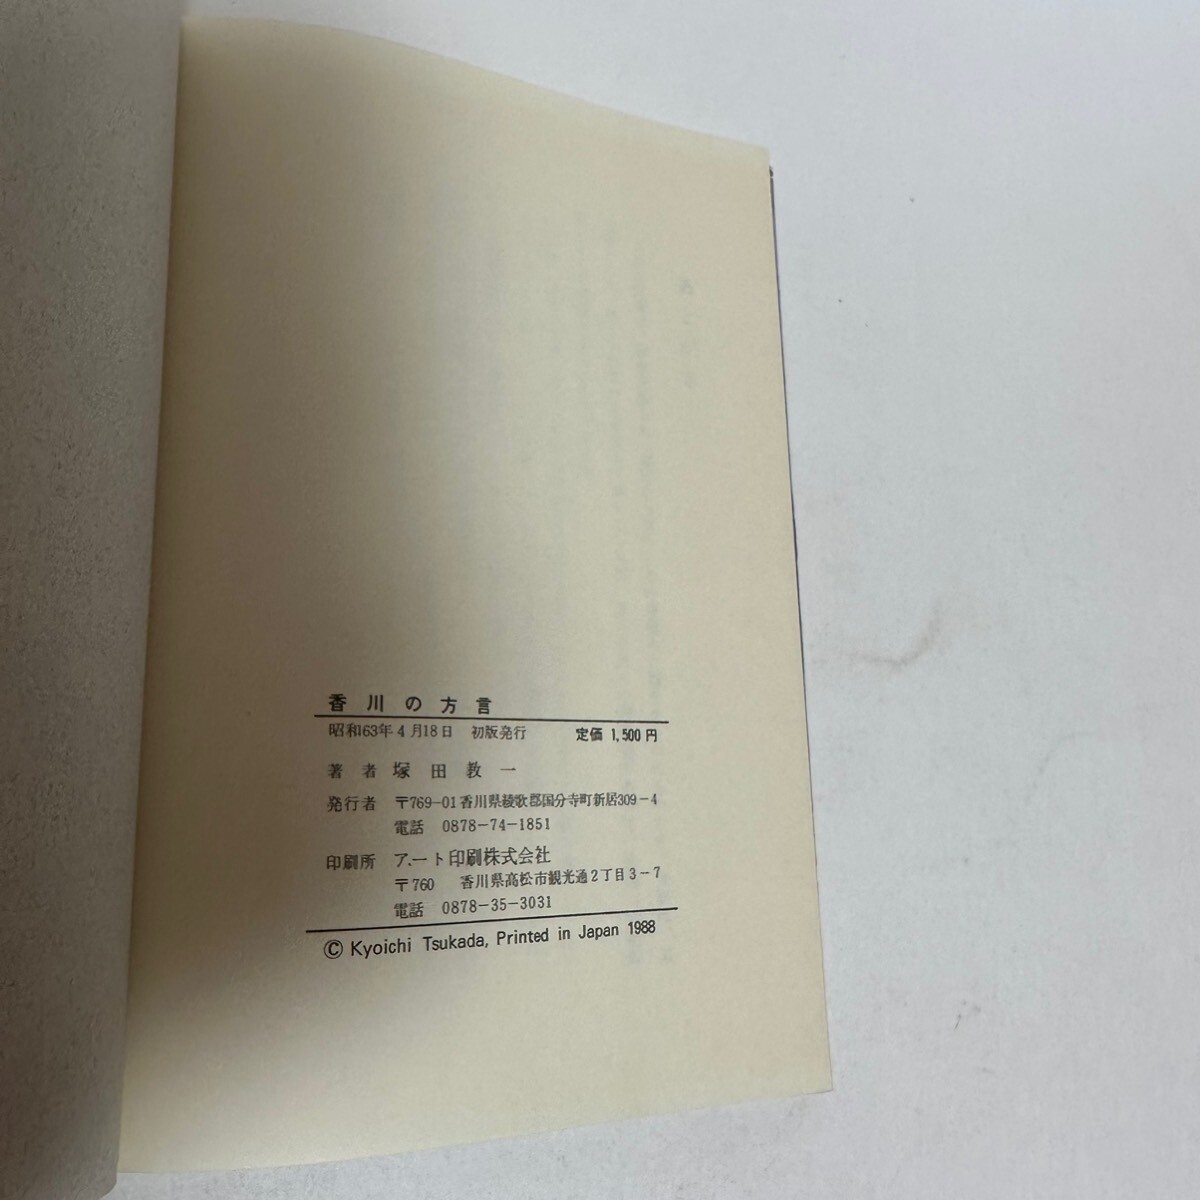 香川の方言
昭和63年4月18日　初版発行　定価 1,500円
著者　塚田教一
発行者　〒769-01 香川県綾歌郡国分寺町新居309-4
電話　0878-74-1851
印刷所　アート印刷株式会社
〒760　香川県高松市観光通2丁目3-7
電話　0878-35-3031
© Kyoichi Tsukada, Printed in Japan 1988